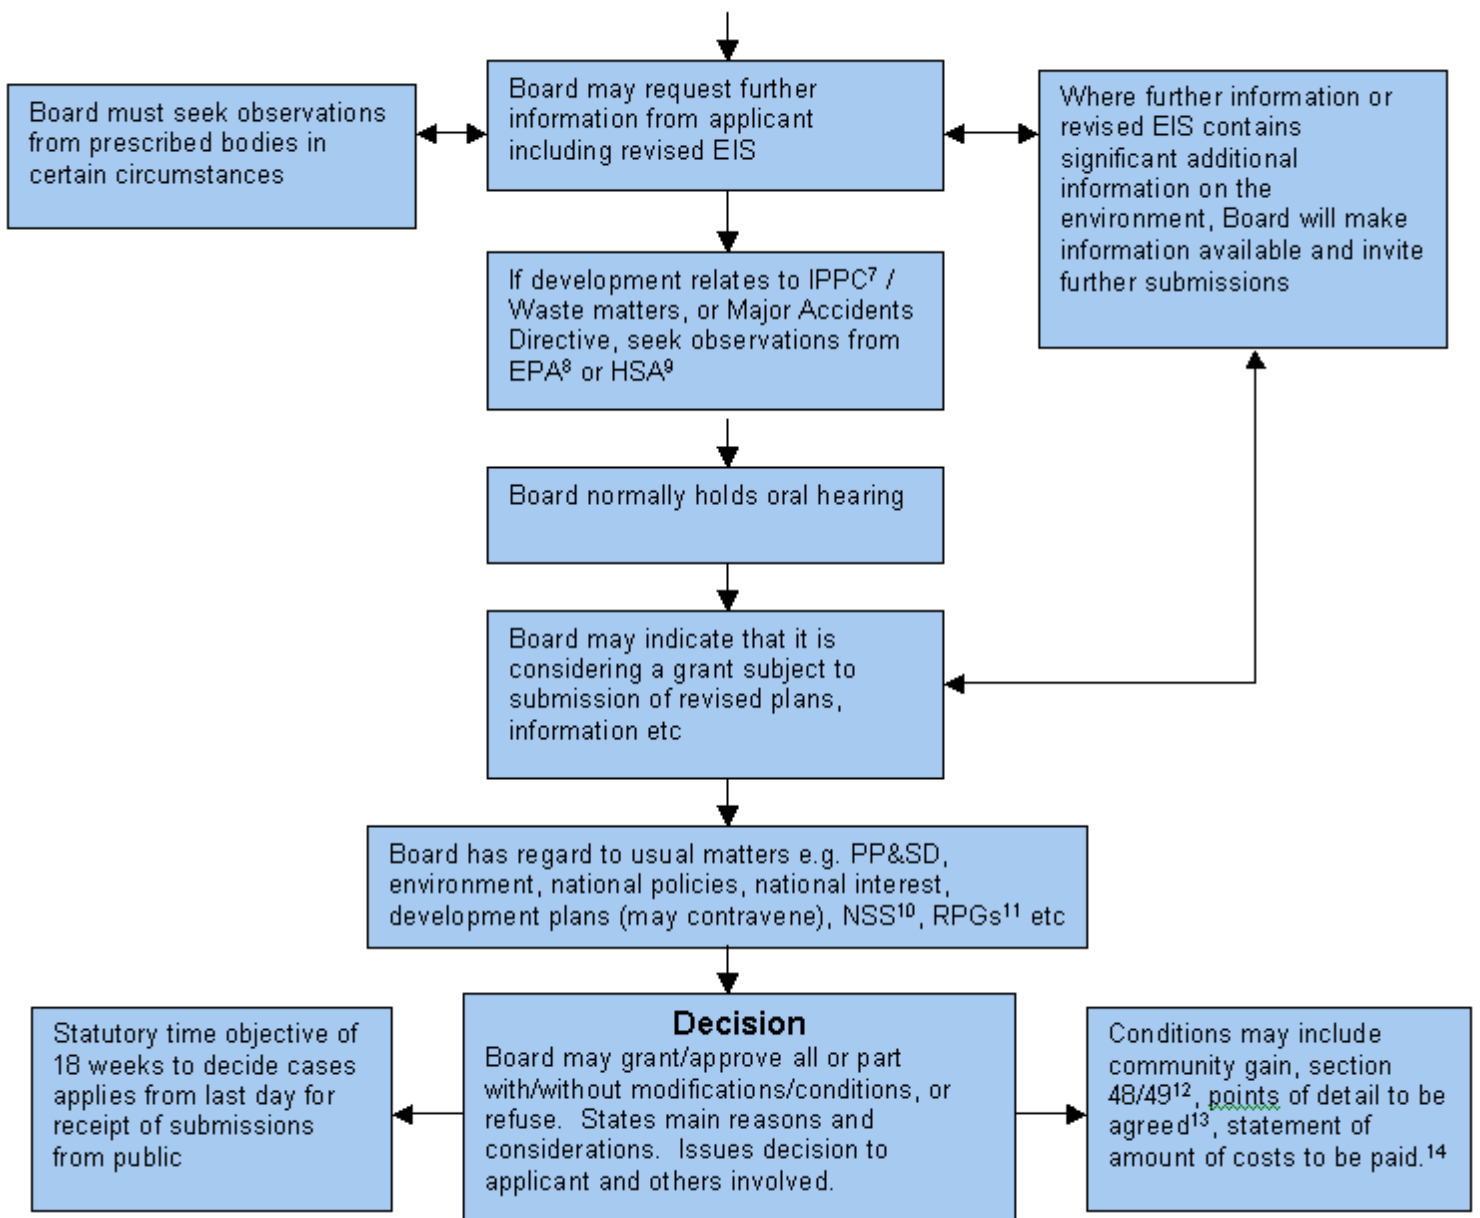 Board must seek observations
from prescribed bodies in
certain circumstances
Board may request further
information from applicant
including revised EIS
Where further information or
revised EIS contains
significant additional
information on the
environment, Board will make
information available and invite
further submissions
If development relates to IPPC⁷ /
Waste matters, or Major Accidents
Directive, seek observations from
EPA⁸ or HSA⁹
Board normally holds oral hearing
Board may indicate that it is
considering a grant subject to
submission of revised plans,
information etc
Board has regard to usual matters e.g. PP&SD,
environment, national policies, national interest,
development plans (may contravene), NSS¹⁰, RPGs¹¹ etc
Statutory time objective of
18 weeks to decide cases
applies from last day for
receipt of submissions
from public
Decision
Board may grant/approve all or part
with/without modifications/conditions, or
refuse. States main reasons and
considerations. Issues decision to
applicant and others involved.
Conditions may include
community gain, section
48/49¹², points of detail to be
agreed¹³, statement of
amount of costs to be paid.¹⁴